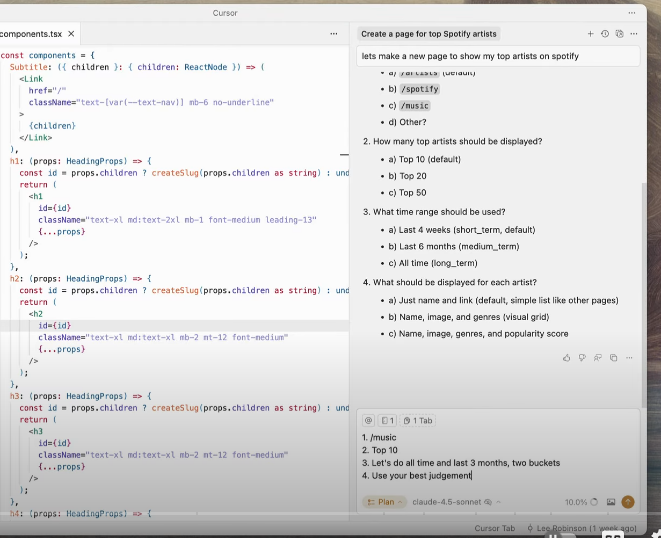 Cursor
components.tsx
const components = {
Subtitle: ({ children }: { children: ReactNode }) => (
<Link
href="/"
className="text-[var(--text-nav)] mb-6 no-underline"
>
{children}
</Link>
),
h1: (props: HeadingProps) => {
const id = props.children ? createSlug(props.children as string) : und
return (
<h1
id={id}
className="text-xl md:text-2xl mb-1 font-medium leading-13"
{...props}
/>
);
},
h2: (props: HeadingProps) => {
const id = props.children ? createSlug(props.children as string) : und
return (
<h2
id={id}
className="text-xl md:text-xl mb-2 mt-12 font-medium"
{...props}
/>
);
},
h3: (props: HeadingProps) => {
const id = props.children ? createSlug(props.children as string) : und
return (
<h3
id={id}
className="text-xl md:text-xl mb-2 mt-12 font-medium"
{...props}
/>
);
},
h4: (props: HeadingProps) => {
Create a page for top Spotify artists
lets make a new page to show my top artists on spotify
• a) /artists (default)
• b) /spotify
• c) /music
• d) Other?
2. How many top artists should be displayed?
• a) Top 10 (default)
• b) Top 20
• c) Top 50
3. What time range should be used?
• a) Last 4 weeks (short_term, default)
• b) Last 6 months (medium_term)
• c) All time (long_term)
4. What should be displayed for each artist?
• a) Just name and link (default, simple list like other pages)
• b) Name, image, and genres (visual grid)
• c) Name, image, genres, and popularity score
1 1 Tab
1. /music
2. Top 10
3. Let's do all time and last 3 months, two buckets
4. Use your best judgement
Plan claude-4.5-sonnet 10.0%
Cursor Tab Lee Robinson (1 week ago)